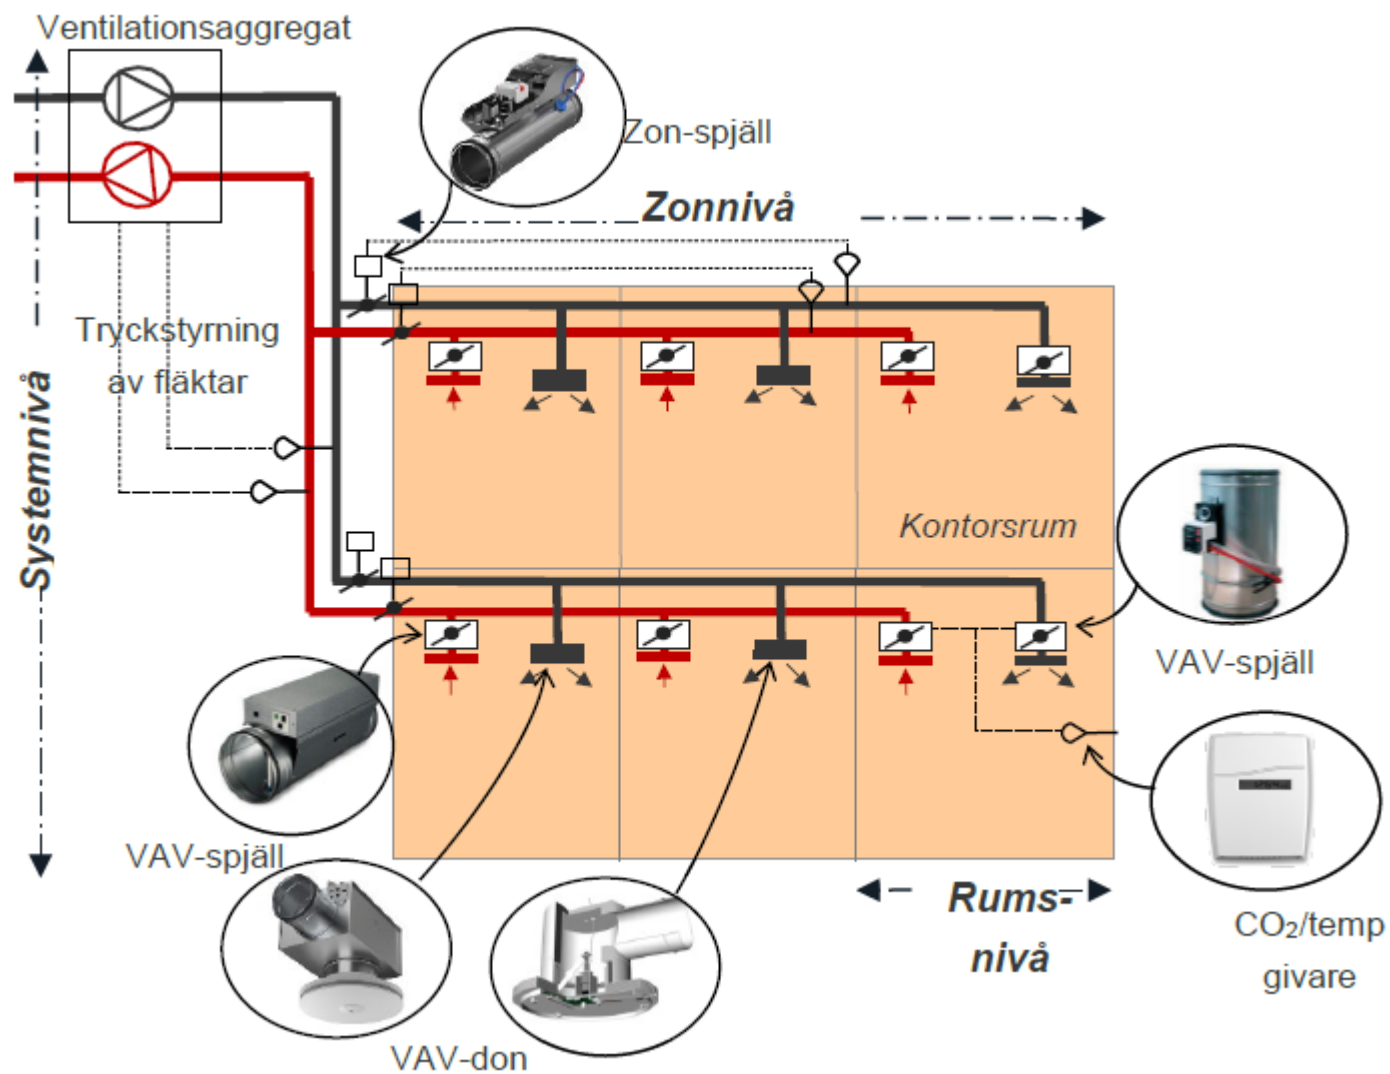 Ventilationsaggregat
Zon-spjäll
Zonnivå
Tryckstyrning
av fläktar
Systemnivå
Kontorsrum
VAV-spjäll
VAV-spjäll
Rums-
nivå
CO₂/temp
givare
VAV-don